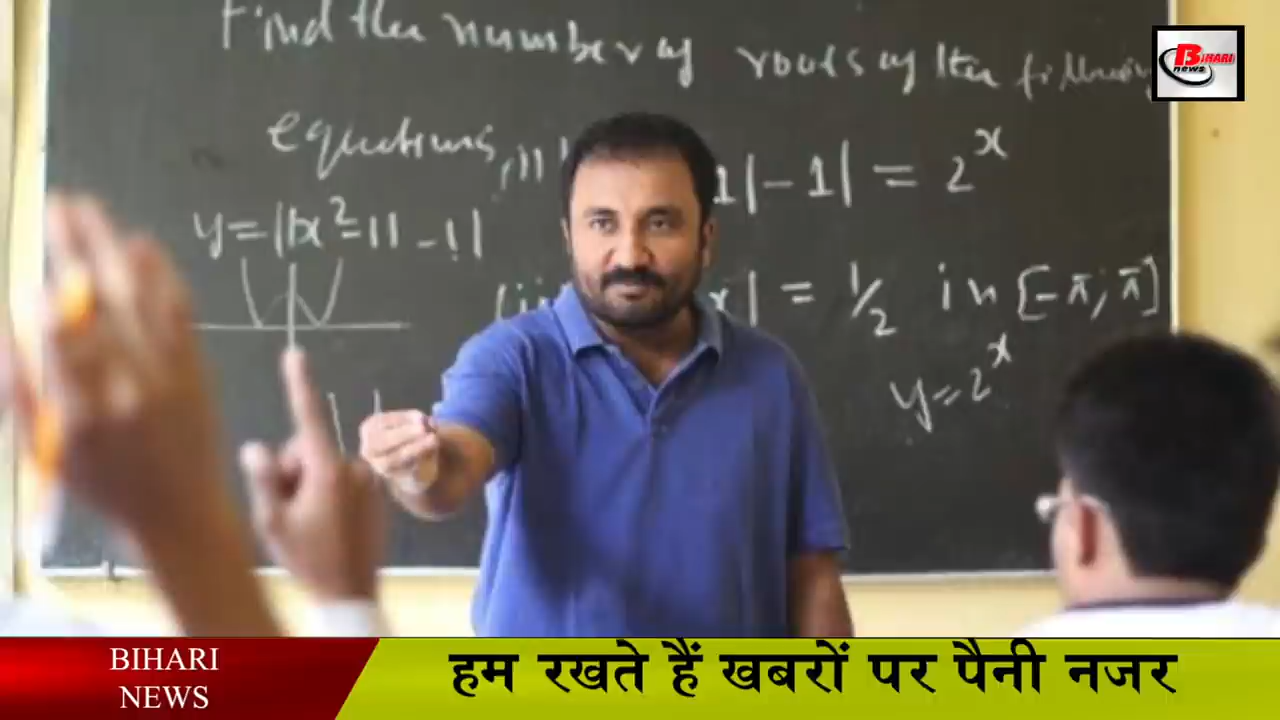 Find the number of roots of the following
equations,
1|-1| = 2^x
y=||x^2-1|-1|
x| = 1/2 in [-π, π]
y=2^x
BIHARI
news
BIHARI
NEWS
हम रखते हैं खबरों पर पैनी नजर